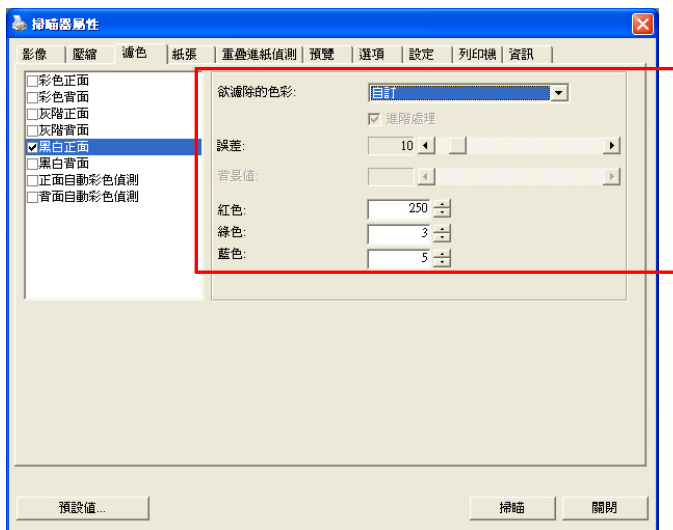 掃瞄器屬性
影像 壓縮 濾色 紙張 重疊進紙偵測 預覽 選項 設定 列印機 資訊
彩色正面
彩色背面
灰階正面
灰階背面
黑白正面
黑白背面
正面自動彩色偵測
背面自動彩色偵測
欲濾除的色彩: 自訂
進階處理
誤差: 10
背景值:
紅色: 250
綠色: 3
藍色: 5
預設值... 掃瞄 關閉